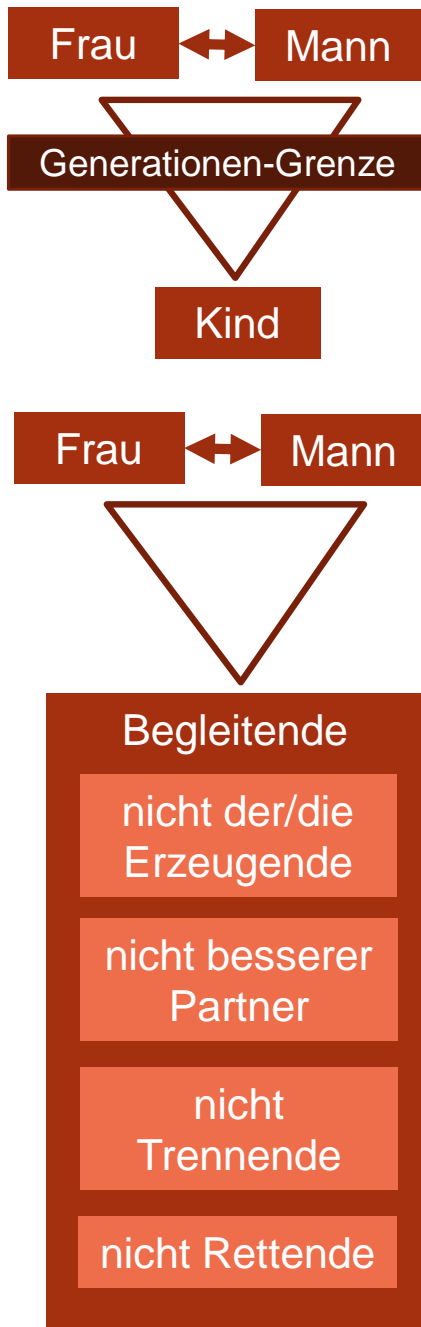 Frau
Mann
Generationen-Grenze
Kind
Frau
Mann
Begleitende
nicht der/die
Erzeugende
nicht besserer
Partner
nicht
Trennende
nicht Rettende